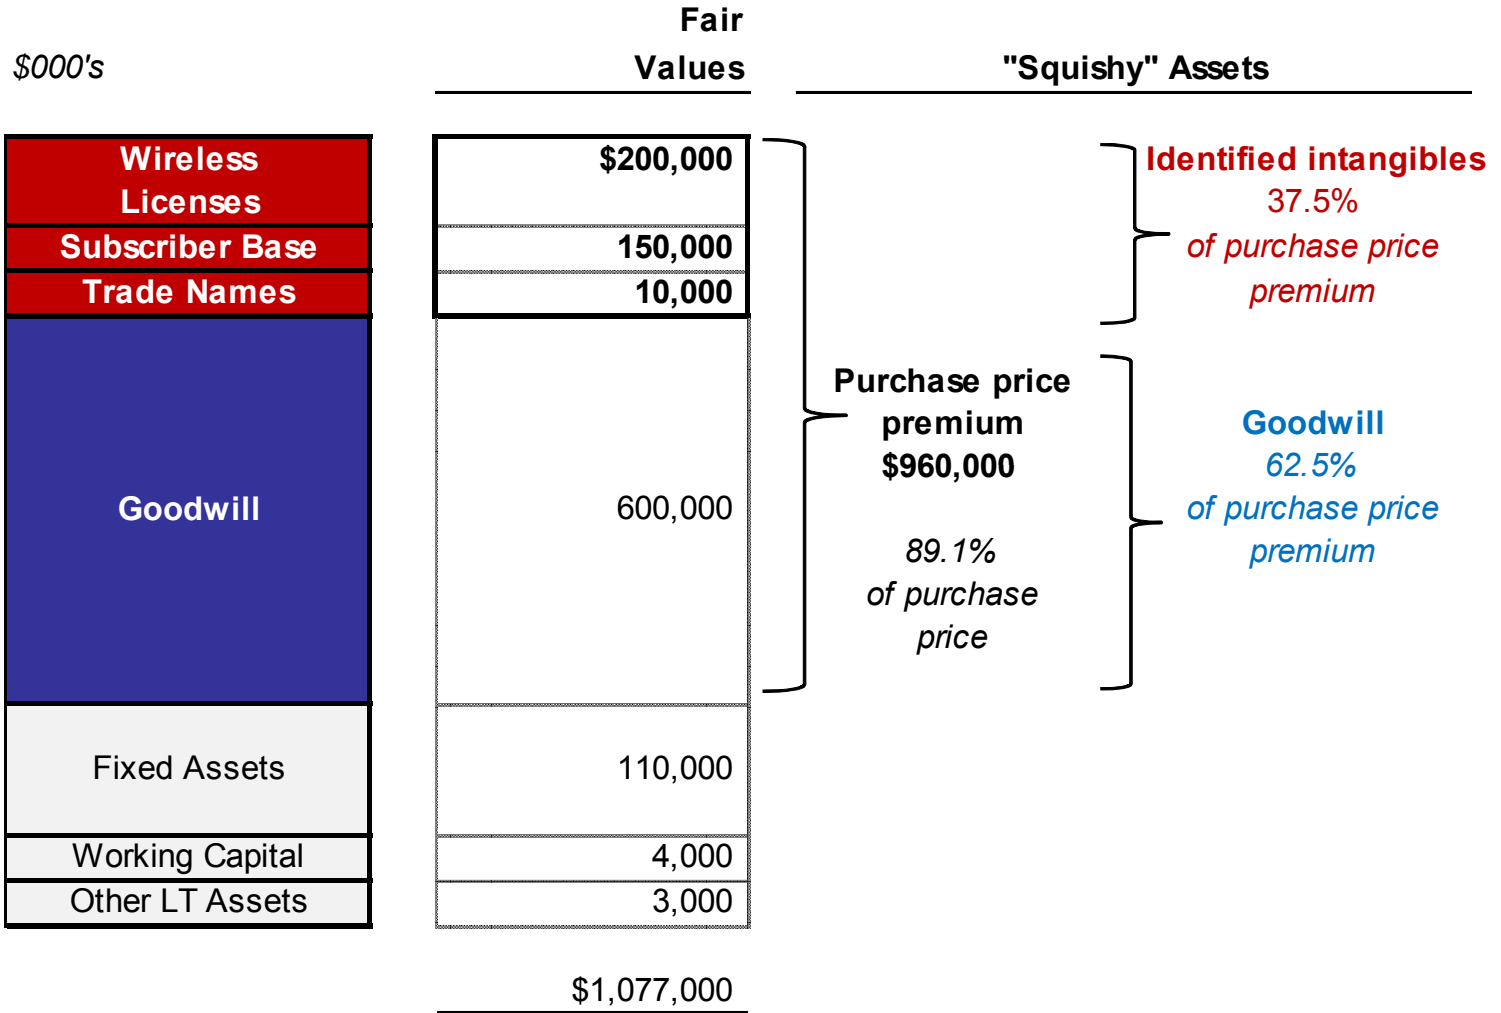 Fair
$000's Values "Squishy" Assets
Wireless $200,000 Identified intangibles
Licenses 37.5%
Subscriber Base 150,000 of purchase price
Trade Names 10,000 premium
Purchase price
premium Goodwill
$960,000 62.5%
Goodwill 600,000 of purchase price
89.1% premium
of purchase
price
Fixed Assets 110,000
Working Capital 4,000
Other LT Assets 3,000
$1,077,000